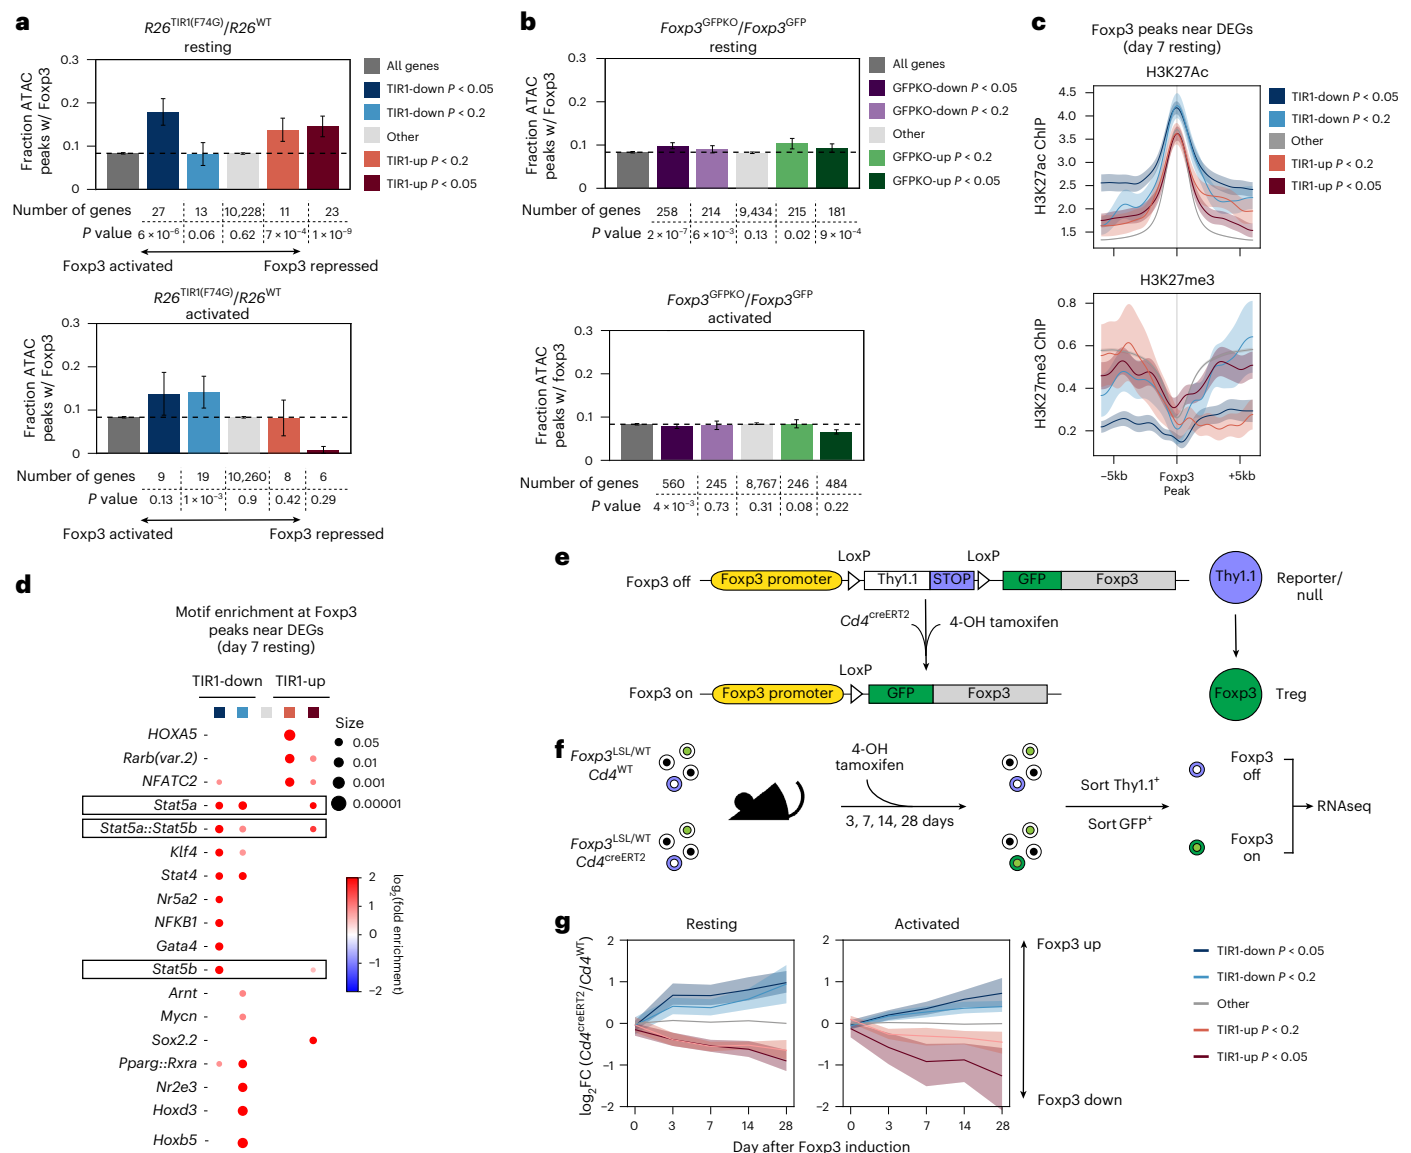 a
R26TIR1(F74G)/R26WT
resting
Fraction ATAC
peaks w/ Foxp3
0.3
0.2
0.1
0
All genes
TIR1-down P < 0.05
TIR1-down P < 0.2
Other
TIR1-up P < 0.2
TIR1-up P < 0.05
Number of genes 27 13 10,228 11 23
P value 6 × 10−6 0.06 0.62 7 × 10−4 1 × 10−9
Foxp3 activated Foxp3 repressed
R26TIR1(F74G)/R26WT
activated
Fraction ATAC
peaks w/ Foxp3
0.3
0.2
0.1
0
Number of genes 9 19 10,260 8 6
P value 0.13 1 × 10−3 0.9 0.42 0.29
Foxp3 activated Foxp3 repressed
b
Foxp3GFPKO/Foxp3GFP
resting
Fraction ATAC
peaks w/ Foxp3
0.3
0.2
0.1
0
All genes
GFPKO-down P < 0.05
GFPKO-down P < 0.2
Other
GFPKO-up P < 0.2
GFPKO-up P < 0.05
Number of genes 258 214 9,434 215 181
P value 2 × 10−7 6 × 10−3 0.13 0.02 9 × 10−4
Foxp3GFPKO/Foxp3GFP
activated
Fraction ATAC
peaks w/ foxp3
0.3
0.2
0.1
0
Number of genes 560 245 8,767 246 484
P value 4 × 10−3 0.73 0.31 0.08 0.22
c
Foxp3 peaks near DEGs
(day 7 resting)
H3K27Ac
H3K27ac ChIP
4.5
4.0
3.5
3.0
2.5
2.0
1.5
TIR1-down P < 0.05
TIR1-down P < 0.2
Other
TIR1-up P < 0.2
TIR1-up P < 0.05
H3K27me3
H3K27me3 ChIP
0.8
0.6
0.4
0.2
−5kb Foxp3 +5kb
Peak
d
Motif enrichment at Foxp3
peaks near DEGs
(day 7 resting)
TIR1-down TIR1-up
HOXA5
Rarb(var.2)
NFATC2
Stat5a
Stat5a::Stat5b
Klf4
Stat4
Nr5a2
NFKB1
Gata4
Stat5b
Arnt
Mycn
Sox2.2
Pparg::Rxra
Nr2e3
Hoxd3
Hoxb5
Size
0.05
0.01
0.001
0.00001
2
1
0
−1
−2
log2(fold enrichment)
e
LoxP LoxP
Foxp3 off Foxp3 promoter Thy1.1 STOP GFP Foxp3
Thy1.1
Reporter/
null
Cd4creERT2 4-OH tamoxifen
LoxP
Foxp3 on Foxp3 promoter GFP Foxp3
Foxp3
Treg
f
Foxp3LSL/WT
Cd4WT
Foxp3LSL/WT
Cd4creERT2
4-OH
tamoxifen
3, 7, 14, 28 days
Sort Thy1.1+
Sort GFP+
Foxp3
off
Foxp3
on
RNAseq
g
Resting Activated
log2FC (Cd4creERT2/Cd4WT)
2
1
0
−1
−2
0 3 7 14 28
2
1
0
−1
−2
0 3 7 14 28
Day after Foxp3 induction
Foxp3 up
Foxp3 down
TIR1-down P < 0.05
TIR1-down P < 0.2
Other
TIR1-up P < 0.2
TIR1-up P < 0.05